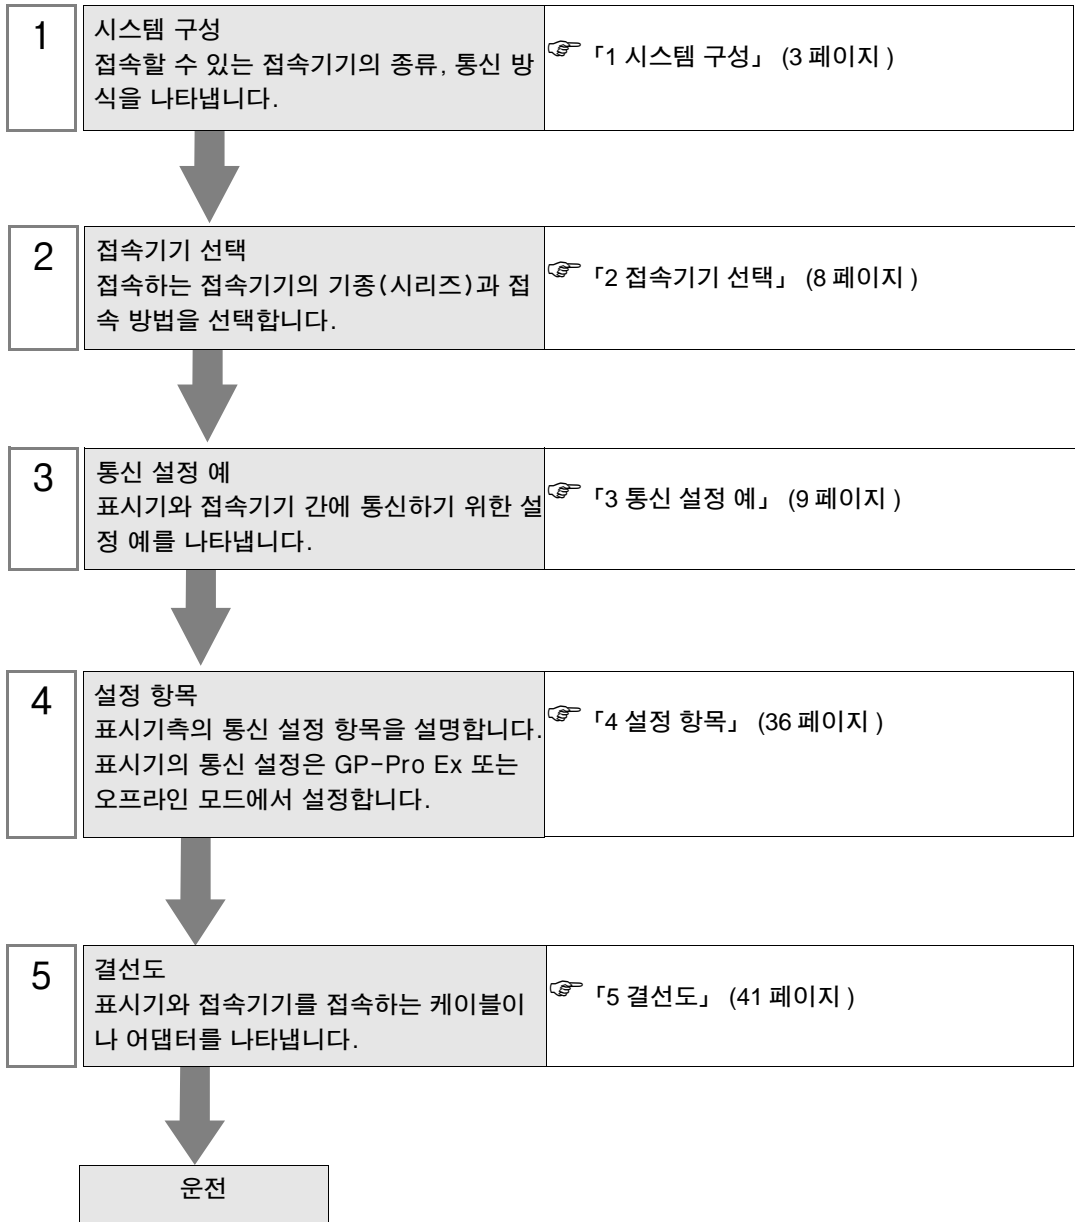 1
시스템 구성
접속할 수 있는 접속기기의 종류, 통신 방
식을 나타냅니다.
☞ 「1 시스템 구성」 (3 페이지 )
2
접속기기 선택
접속하는 접속기기의 기종(시리즈)과 접
속 방법을 선택합니다.
☞ 「2 접속기기 선택」 (8 페이지 )
3
통신 설정 예
표시기와 접속기기 간에 통신하기 위한 설
정 예를 나타냅니다.
☞ 「3 통신 설정 예」 (9 페이지 )
4
설정 항목
표시기측의 통신 설정 항목을 설명합니다.
표시기의 통신 설정은 GP-Pro Ex 또는
오프라인 모드에서 설정합니다.
☞ 「4 설정 항목」 (36 페이지 )
5
결선도
표시기와 접속기기를 접속하는 케이블이
나 어댑터를 나타냅니다.
☞ 「5 결선도」 (41 페이지 )
운전